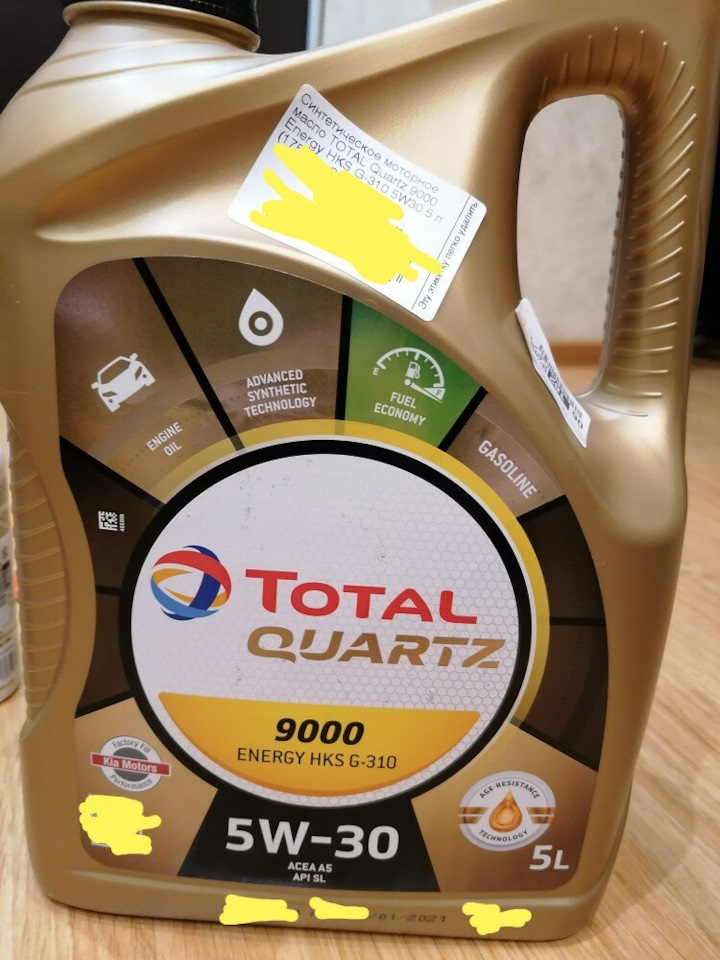 Синтетическое моторное
масло TOTAL Quartz 9000
Energy HKS G-310 5W30 5 л
Эту этикетку легко удалить
ADVANCED
SYNTHETIC
TECHNOLOGY
E
F
FUEL
ECONOMY
ENGINE
OIL
GASOLINE
TOTAL
QUARTZ
9000
ENERGY HKS G-310
Factory Fill
Kia Motors
Performance
AGE-RESISTANCE
TECHNOLOGY
5W-30
ACEA A5
API SL
5L
01/2021